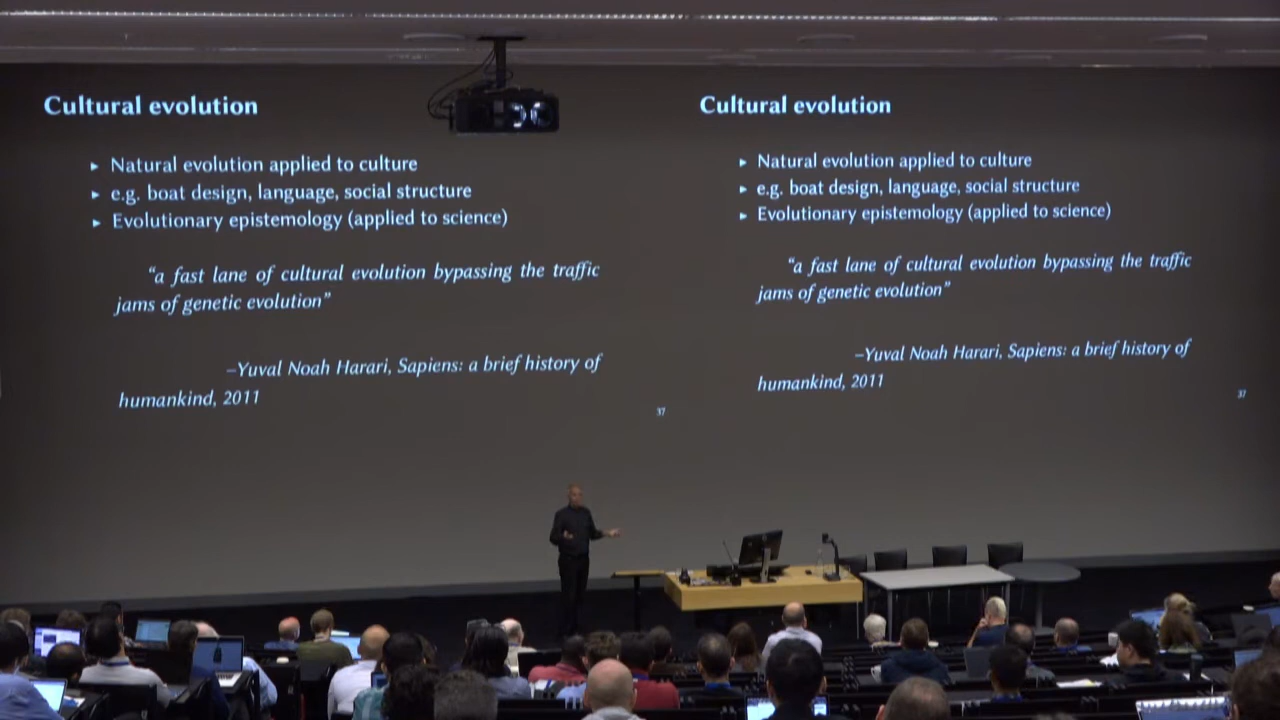 Cultural evolution
▸ Natural evolution applied to culture
▸ e.g. boat design, language, social structure
▸ Evolutionary epistemology (applied to science)
“a fast lane of cultural evolution bypassing the traffic
jams of genetic evolution”
–Yuval Noah Harari, Sapiens: a brief history of
humankind, 2011
37
Cultural evolution
▸ Natural evolution applied to culture
▸ e.g. boat design, language, social structure
▸ Evolutionary epistemology (applied to science)
“a fast lane of cultural evolution bypassing the traffic
jams of genetic evolution”
–Yuval Noah Harari, Sapiens: a brief history of
humankind, 2011
37